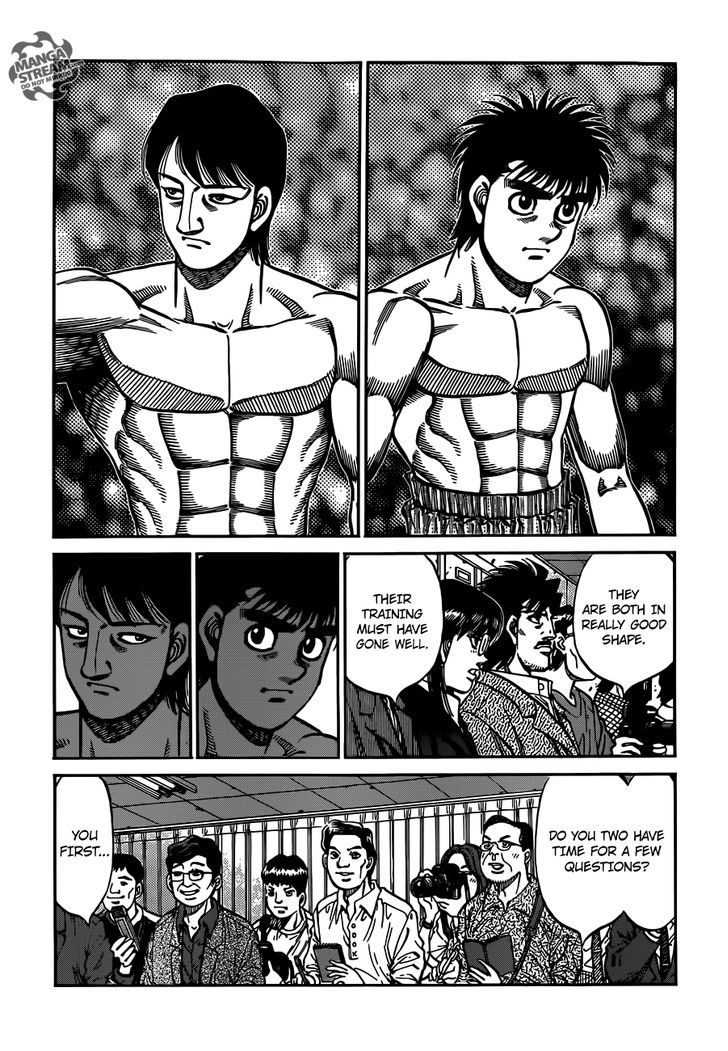 MANGA
STREAM
DO NOT MIRROR
THEY
ARE BOTH IN
REALLY GOOD
SHAPE.
THEIR
TRAINING
MUST HAVE
GONE WELL.
YOU
FIRST...
DO YOU TWO HAVE
TIME FOR A FEW
QUESTIONS?